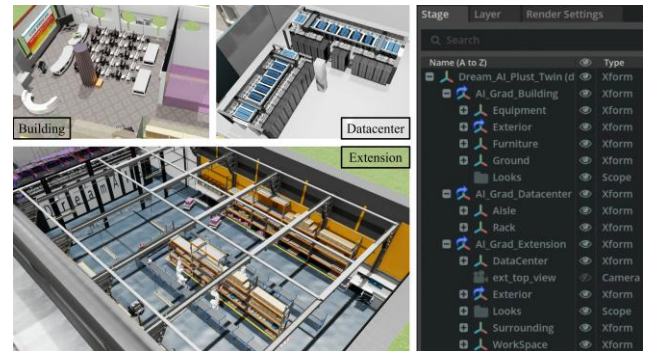 Building
Datacenter
Extension
DreamAI
Stage Layer Render Settings
Search
Name (A to Z) Type
Dream_AI_Plust_Twin (d Xform
AI_Grad_Building Xform
Equipment Xform
Exterior Xform
Furniture Xform
Ground Xform
Looks Scope
AI_Grad_Datacenter Xform
Aisle Xform
Rack Xform
AI_Grad_Extension Xform
DataCenter Xform
ext_top_view Camera
Exterior Xform
Looks Scope
Surrounding Xform
WorkSpace Xform